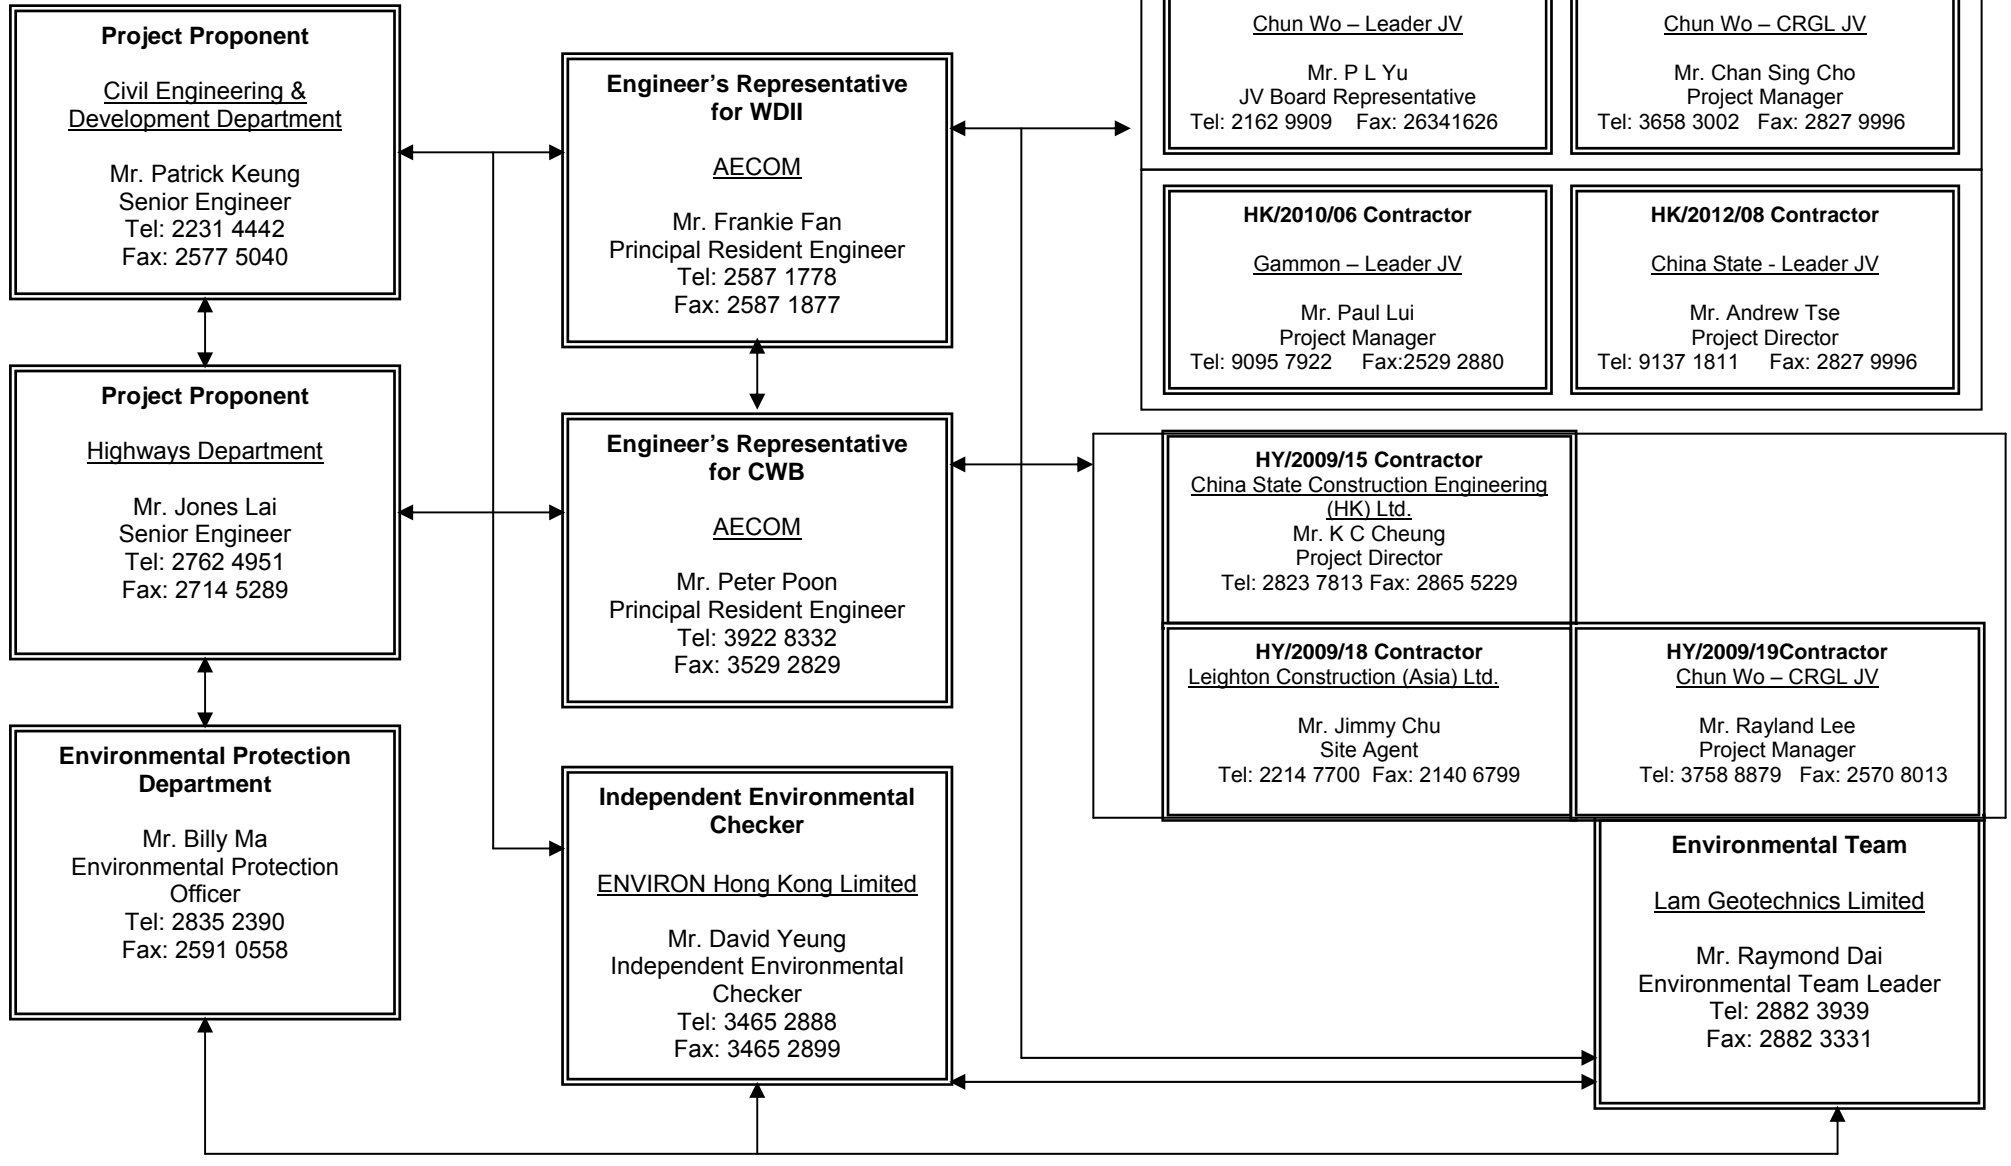 Project Proponent
Civil Engineering &
Development Department
Mr. Patrick Keung
Senior Engineer
Tel: 2231 4442
Fax: 2577 5040
Project Proponent
Highways Department
Mr. Jones Lai
Senior Engineer
Tel: 2762 4951
Fax: 2714 5289
Environmental Protection
Department
Mr. Billy Ma
Environmental Protection
Officer
Tel: 2835 2390
Fax: 2591 0558
Engineer's Representative
for WDII
AECOM
Mr. Frankie Fan
Principal Resident Engineer
Tel: 2587 1778
Fax: 2587 1877
Engineer's Representative
for CWB
AECOM
Mr. Peter Poon
Principal Resident Engineer
Tel: 3922 8332
Fax: 3529 2829
Independent Environmental
Checker
ENVIRON Hong Kong Limited
Mr. David Yeung
Independent Environmental
Checker
Tel: 3465 2888
Fax: 3465 2899
Chun Wo – Leader JV
Mr. P L Yu
JV Board Representative
Tel: 2162 9909 Fax: 26341626
Chun Wo – CRGL JV
Mr. Chan Sing Cho
Project Manager
Tel: 3658 3002 Fax: 2827 9996
HK/2010/06 Contractor
Gammon – Leader JV
Mr. Paul Lui
Project Manager
Tel: 9095 7922 Fax:2529 2880
HK/2012/08 Contractor
China State - Leader JV
Mr. Andrew Tse
Project Director
Tel: 9137 1811 Fax: 2827 9996
HY/2009/15 Contractor
China State Construction Engineering
(HK) Ltd.
Mr. K C Cheung
Project Director
Tel: 2823 7813 Fax: 2865 5229
HY/2009/18 Contractor
Leighton Construction (Asia) Ltd.
Mr. Jimmy Chu
Site Agent
Tel: 2214 7700 Fax: 2140 6799
HY/2009/19Contractor
Chun Wo – CRGL JV
Mr. Rayland Lee
Project Manager
Tel: 3758 8879 Fax: 2570 8013
Environmental Team
Lam Geotechnics Limited
Mr. Raymond Dai
Environmental Team Leader
Tel: 2882 3939
Fax: 2882 3331